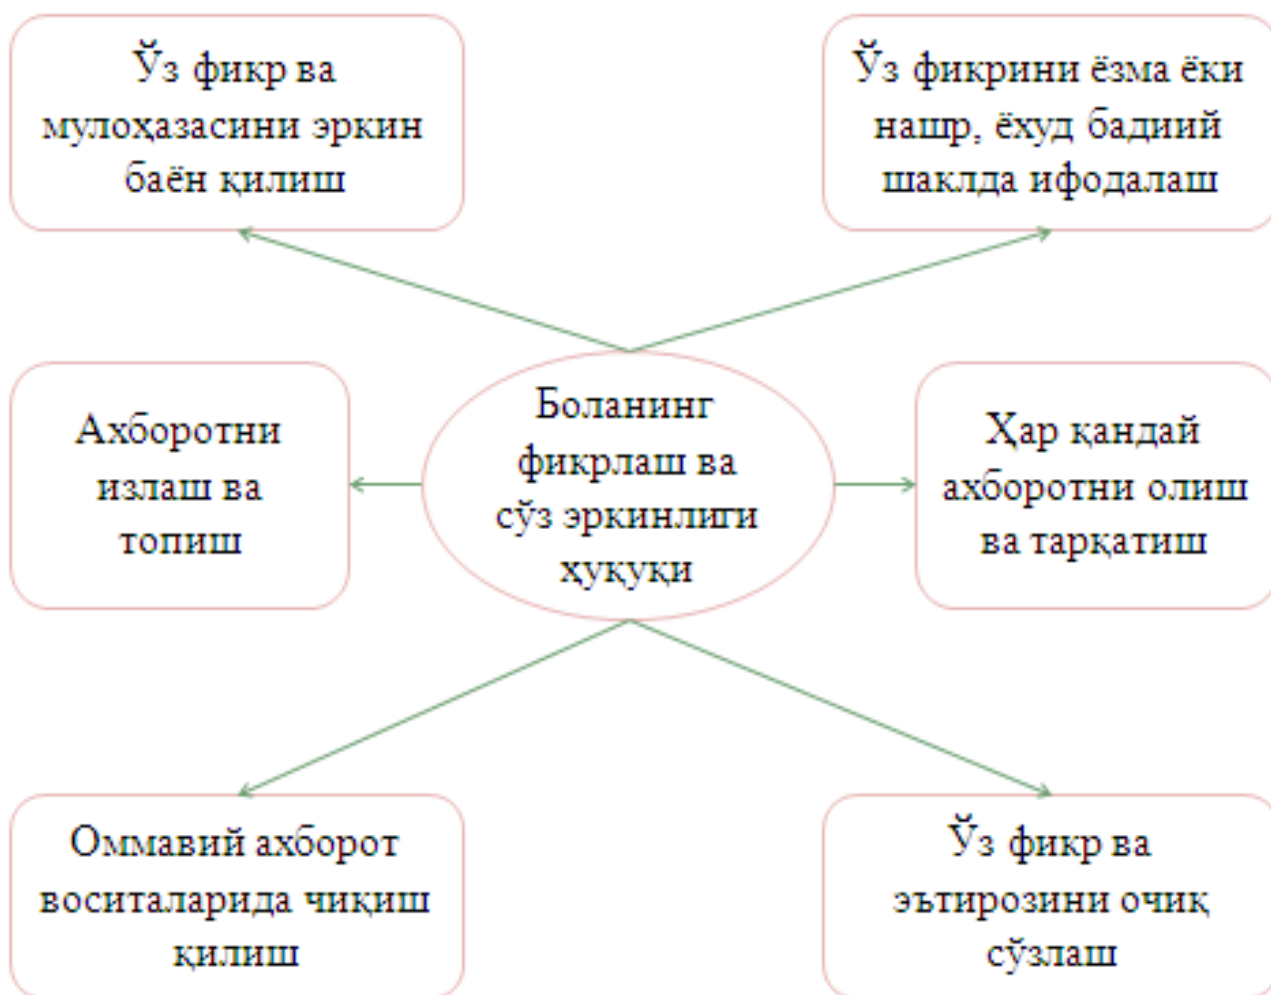 Ўз фикр ва
мулоҳазасини эркин
баён қилиш
Ўз фикрини ёзма ёки
нашр, ёхуд бадиий
шаклда ифодалаш
Ахборотни
излаш ва
топиш
Боланинг
фикрлаш ва
сўз эркинлиги
ҳуқуқи
Ҳар қандай
ахборотни олиш
ва тарқатиш
Оммавий ахборот
воситаларида чиқиш
қилиш
Ўз фикр ва
эътирозини очиқ
сўзлаш